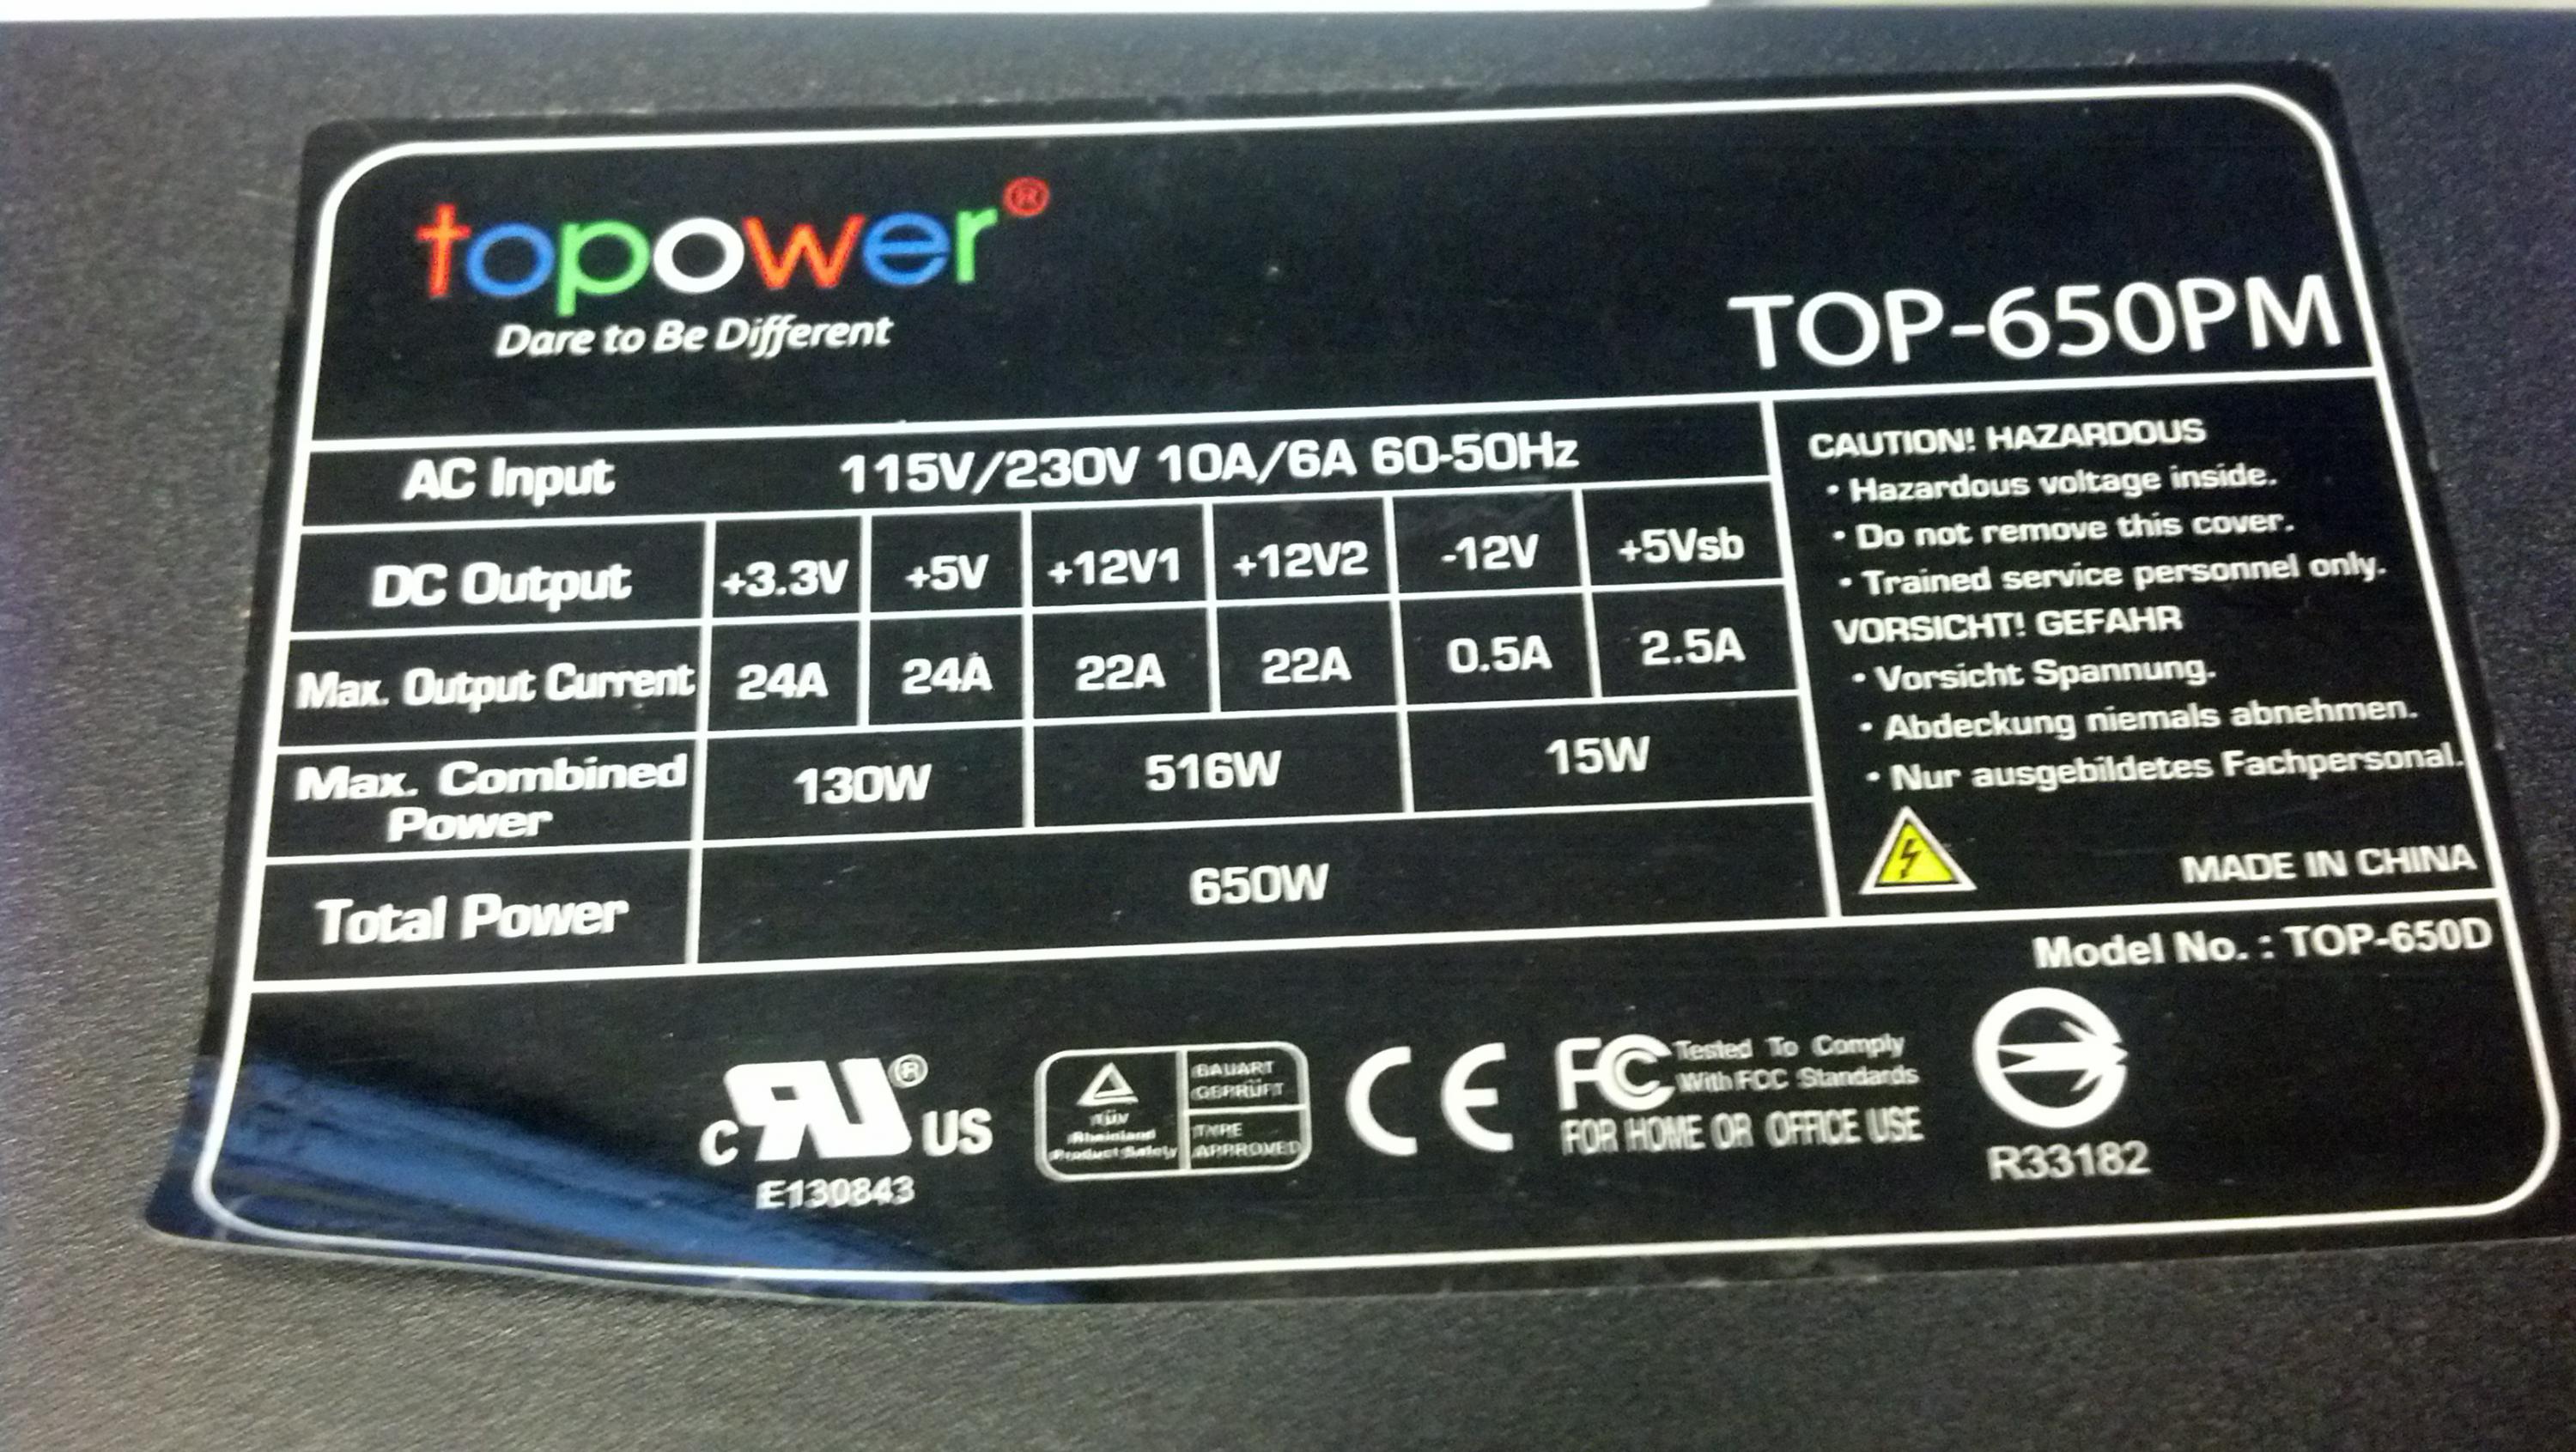 topower®
Dare to Be Different
TOP-650PM
AC Input 115V/230V 10A/6A 60-50Hz
DC Output +3.3V +5V +12V1 +12V2 -12V +5Vsb
Max. Output Current 24A 24A 22A 22A 0.5A 2.5A
Max. Combined
Power 130W 516W 15W
Total Power 650W
CAUTION! HAZARDOUS
• Hazardous voltage inside.
• Do not remove this cover.
• Trained service personnel only.
VORSICHT! GEFAHR
• Vorsicht Spannung.
• Abdeckung niemals abnehmen.
• Nur ausgebildetes Fachpersonal.
MADE IN CHINA
Model No. : TOP-650D
c RU® US
E130843
TÜV
Rheinland
Product Safety
BAUART
GEPRÜFT
TYPE
APPROVED
CE
FC Tested To Comply
With FCC Standards
FOR HOME OR OFFICE USE
R33182